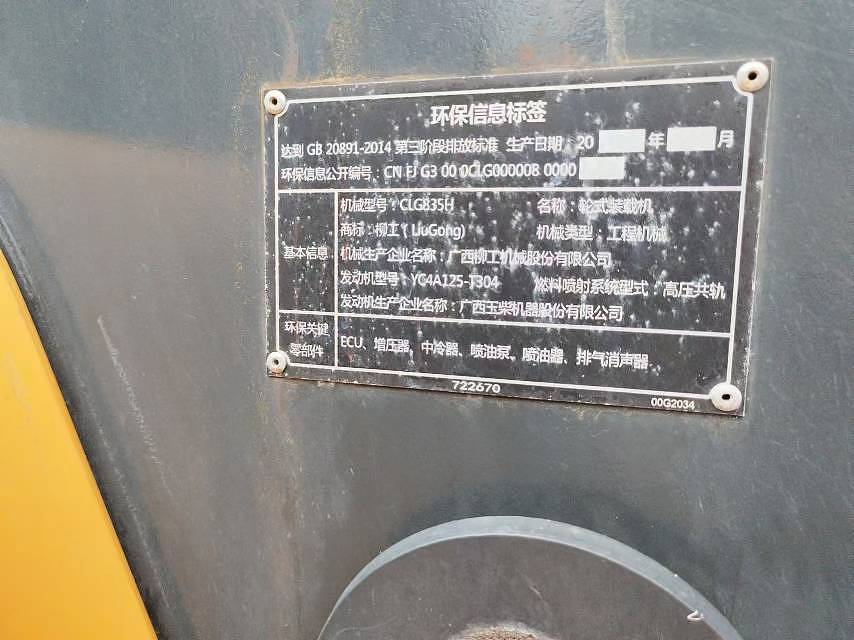 环保信息标签
达到 GB 20891-2014 第三阶段排放标准 生产日期 20 年 月
环保信息公开编号：CN FJ G3 00 0CLG000008 0000
基本信息
机械型号：CLG835H 名称：轮式装载机
商标：柳工（LiuGong） 机械类型：工程机械
机械生产企业名称：广西柳工机械股份有限公司
发动机型号：YC4A125-T304 燃料喷射系统型式：高压共轨
发动机生产企业名称：广西玉柴机器股份有限公司
环保关键
零部件
ECU、增压器、中冷器、喷油泵、喷油器、排气消声器
722670
00G2034